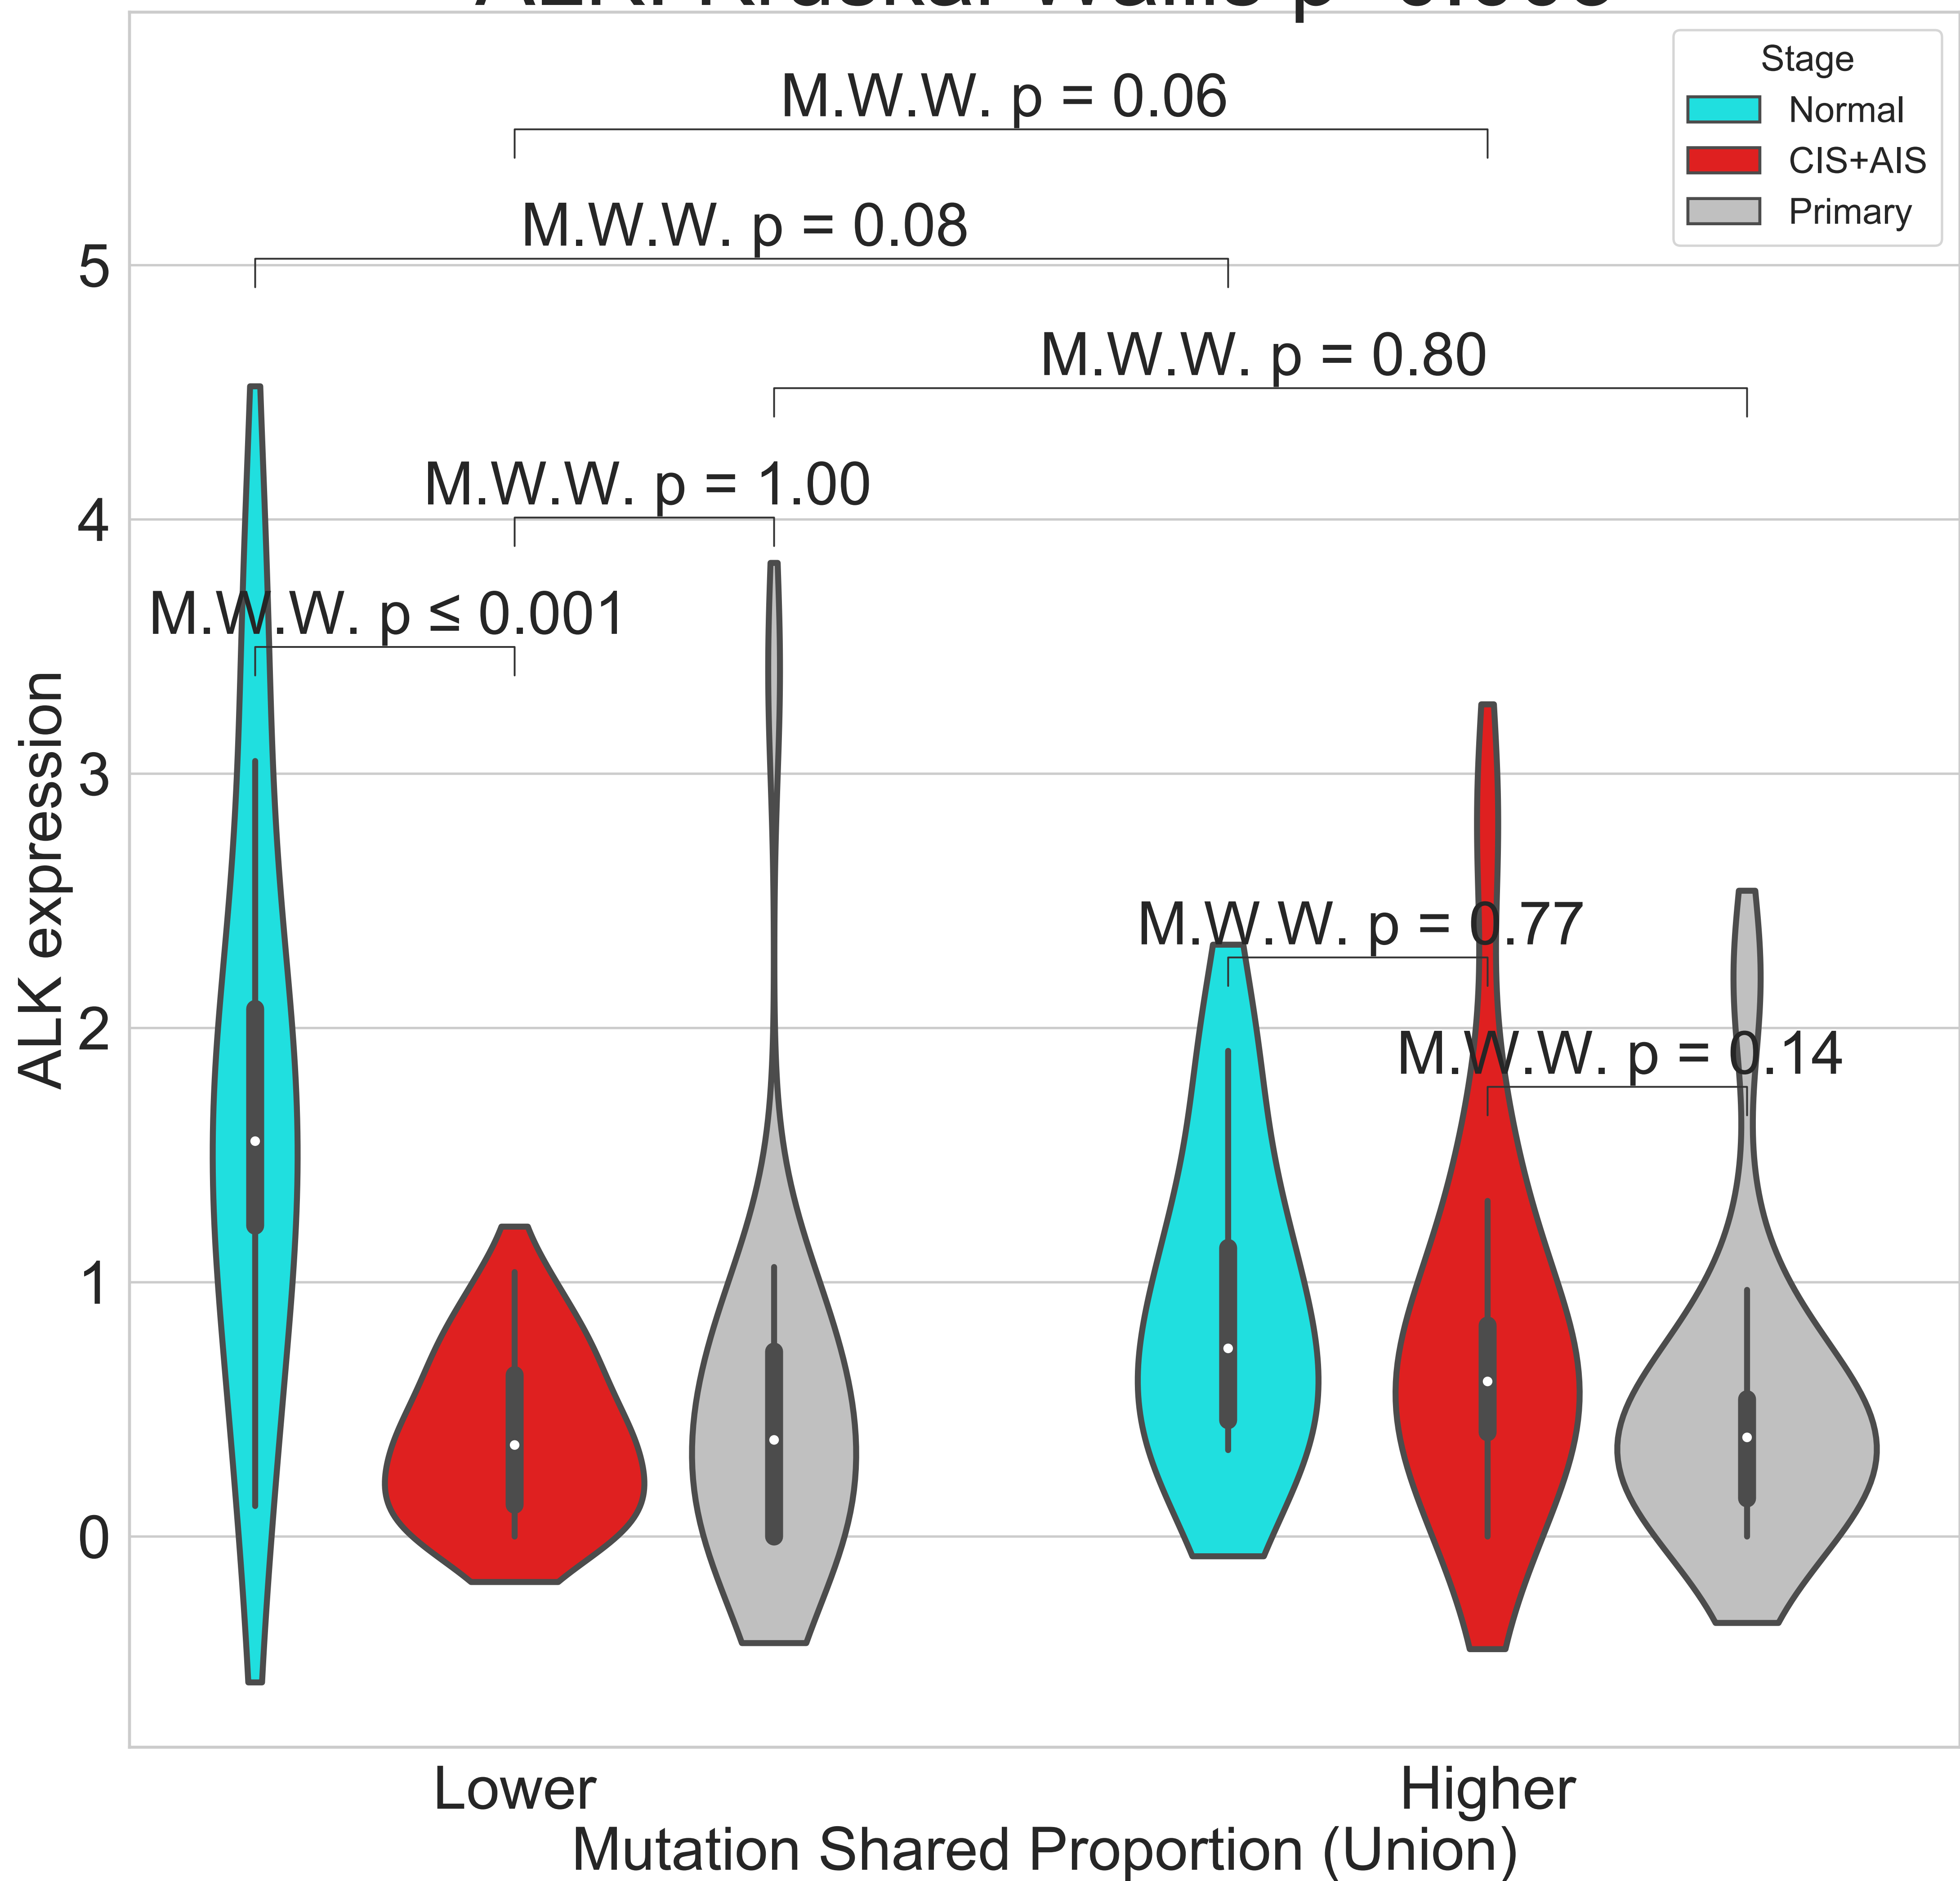 Stage
Normal
CIS+AIS
Primary
M.W.W. p = 0.06
M.W.W. p = 0.08
M.W.W. p = 0.80
M.W.W. p = 1.00
M.W.W. p ≤ 0.001
M.W.W. p = 0.77
M.W.W. p = 0.14
5
4
3
2
1
0
ALK expression
Lower
Higher
Mutation Shared Proportion (Union)